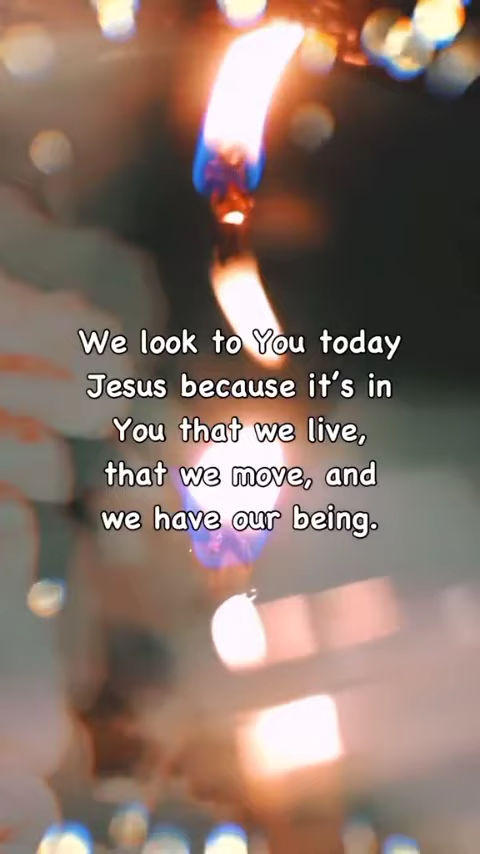 We look to You today
Jesus because it's in
You that we live,
that we move, and
we have our being.